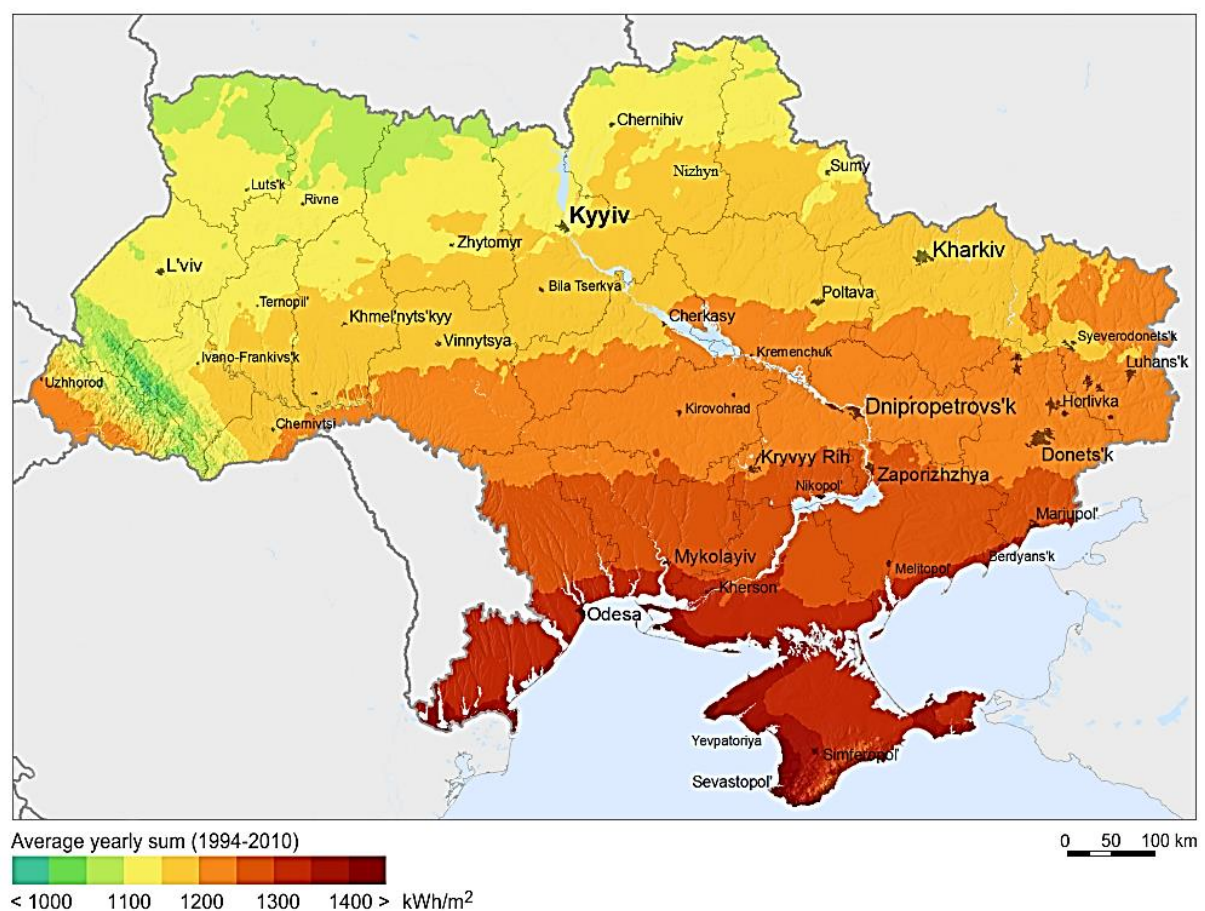 Chernihiv
Nizhyn
Sumy
Luts'k
Rivne
Kyyiv
Zhytomyr
Kharkiv
L'viv
Bila Tserkva
Poltava
Ternopil'
Khmel'nyts'kyy
Cherkasy
Vinnytsya
Syeverodonets'k
Ivano-Frankivs'k
Kremenchuk
Luhans'k
Uzhhorod
Horlivka
Kirovohrad
Dnipropetrovs'k
Chernivtsi
Donets'k
Kryvyy Rih
Zaporizhzhya
Nikopol'
Mariupol'
Mykolayiv
Berdyans'k
Melitopol'
Kherson
Odesa
Yevpatoriya
Simferopol'
Sevastopol'
Average yearly sum (1994-2010)
0 50 100 km
< 1000 1100 1200 1300 1400 > kWh/m²